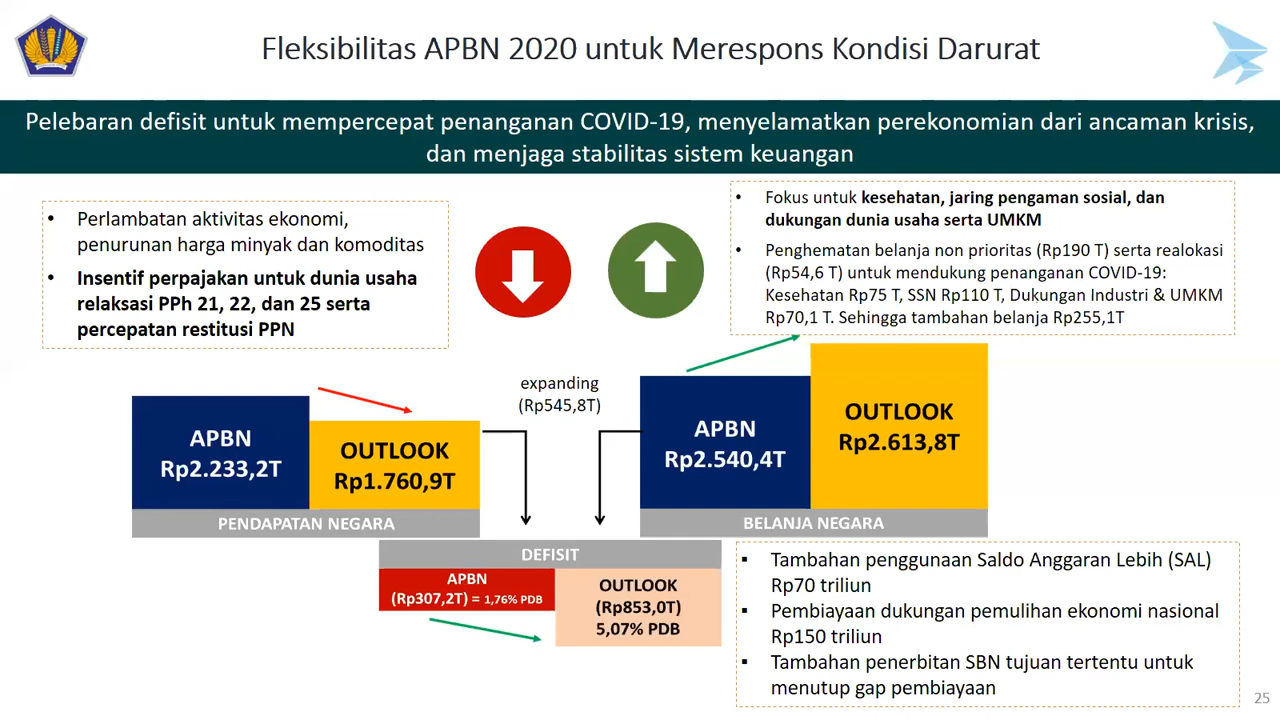 Fleksibilitas APBN 2020 untuk Merespons Kondisi Darurat
Pelebaran defisit untuk mempercepat penanganan COVID-19, menyelamatkan perekonomian dari ancaman krisis,
dan menjaga stabilitas sistem keuangan
• Perlambatan aktivitas ekonomi,
penurunan harga minyak dan komoditas
• Insentif perpajakan untuk dunia usaha
relaksasi PPh 21, 22, dan 25 serta
percepatan restitusi PPN
• Fokus untuk kesehatan, jaring pengaman sosial, dan
dukungan dunia usaha serta UMKM
• Penghematan belanja non prioritas (Rp190 T) serta realokasi
(Rp54,6 T) untuk mendukung penanganan COVID-19:
Kesehatan Rp75 T, SSN Rp110 T, Dukungan Industri & UMKM
Rp70,1 T. Sehingga tambahan belanja Rp255,1T
expanding
(Rp545,8T)
APBN
Rp2.233,2T
OUTLOOK
Rp1.760,9T
PENDAPATAN NEGARA
APBN
Rp2.540,4T
OUTLOOK
Rp2.613,8T
BELANJA NEGARA
DEFISIT
APBN
(Rp307,2T) = 1,76% PDB
OUTLOOK
(Rp853,0T)
5,07% PDB
▪ Tambahan penggunaan Saldo Anggaran Lebih (SAL)
Rp70 triliun
▪ Pembiayaan dukungan pemulihan ekonomi nasional
Rp150 triliun
▪ Tambahan penerbitan SBN tujuan tertentu untuk
menutup gap pembiayaan
25